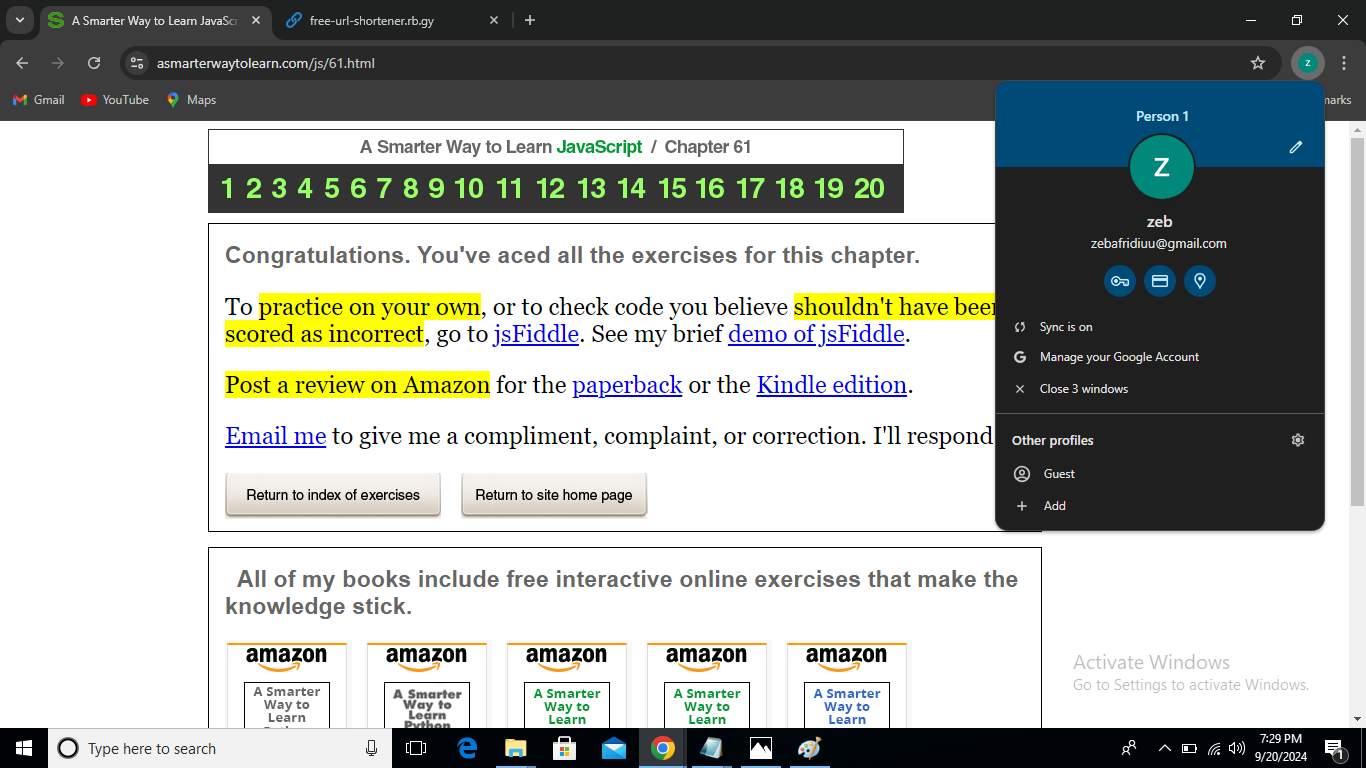 A Smarter Way to Learn JavaSc
free-url-shortener.rb.gy
asmarterwaytolearn.com/js/61.html
z
Gmail
YouTube
Maps
marks
A Smarter Way to Learn JavaScript / Chapter 61
1 2 3 4 5 6 7 8 9 10 11 12 13 14 15 16 17 18 19 20
Congratulations. You've aced all the exercises for this chapter.
To practice on your own, or to check code you believe shouldn't have been
scored as incorrect, go to jsFiddle. See my brief demo of jsFiddle.
Post a review on Amazon for the paperback or the Kindle edition.
Email me to give me a compliment, complaint, or correction. I'll respond
Return to index of exercises
Return to site home page
Person 1
Z
zeb
zebafridiuu@gmail.com
Sync is on
G Manage your Google Account
Close 3 windows
Other profiles
Guest
Add
All of my books include free interactive online exercises that make the
knowledge stick.
amazon amazon amazon amazon amazon
A Smarter
Way to
Learn
A Smarter
Way to
Learn
Python
A Smarter
Way to
Learn
A Smarter
Way to
Learn
A Smarter
Way to
Learn
Activate Windows
Go to Settings to activate Windows.
Type here to search
7:29 PM
9/20/2024
1